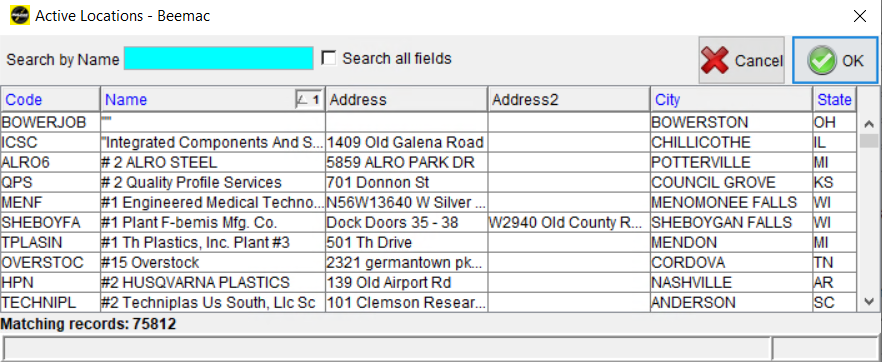 Active Locations - Beemac
Search by Name Search all fields Cancel OK
Code Name 1 Address Address2 City State
BOWERJOB "" BOWERSTON OH
ICSC "Integrated Components And S... 1409 Old Galena Road CHILLICOTHE IL
ALRO6 # 2 ALRO STEEL 5859 ALRO PARK DR POTTERVILLE MI
QPS # 2 Quality Profile Services 701 Donnon St COUNCIL GROVE KS
MENF #1 Engineered Medical Techno... N56W13640 W Silver ... MENOMONEE FALLS WI
SHEBOYFA #1 Plant F-bemis Mfg. Co. Dock Doors 35 - 38 W2940 Old County R... SHEBOYGAN FALLS WI
TPLASIN #1 Th Plastics, Inc. Plant #3 501 Th Drive MENDON MI
OVERSTOC #15 Overstock 2321 germantown pk... CORDOVA TN
HPN #2 HUSQVARNA PLASTICS 139 Old Airport Rd NASHVILLE AR
TECHNIPL #2 Techniplas Us South, Llc Sc 101 Clemson Resear... ANDERSON SC
Matching records: 75812